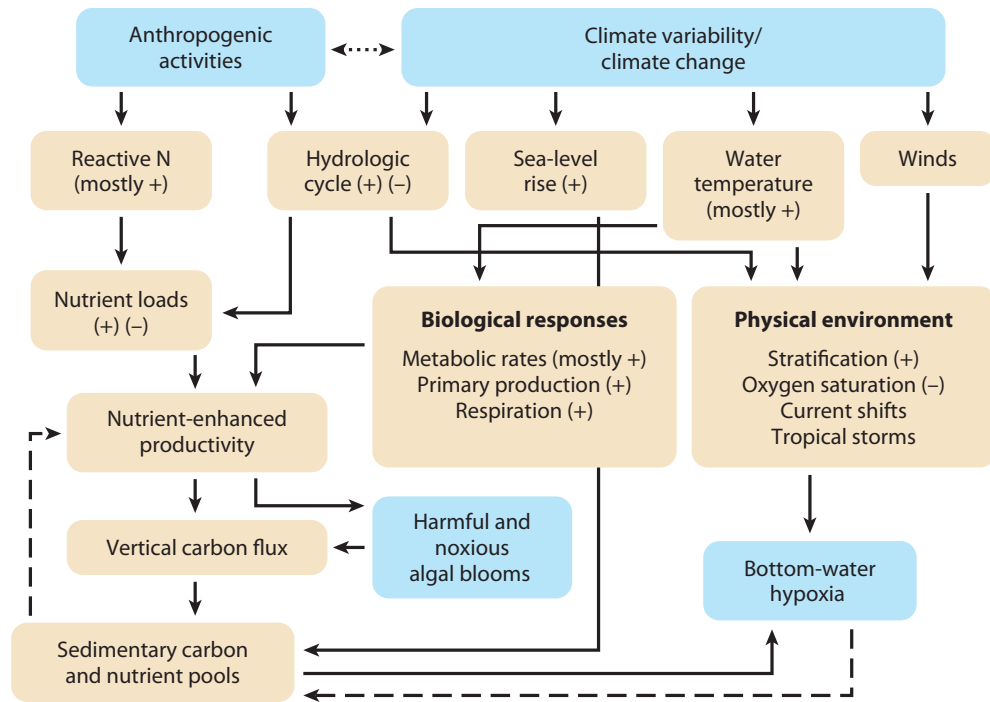 Anthropogenic
activities
Climate variability/
climate change
Reactive N
(mostly +)
Hydrologic
cycle (+) (–)
Sea-level
rise (+)
Water
temperature
(mostly +)
Winds
Nutrient loads
(+) (–)
Biological responses
Metabolic rates (mostly +)
Primary production (+)
Respiration (+)
Physical environment
Stratification (+)
Oxygen saturation (–)
Current shifts
Tropical storms
Nutrient-enhanced
productivity
Vertical carbon flux
Harmful and
noxious
algal blooms
Bottom-water
hypoxia
Sedimentary carbon
and nutrient pools